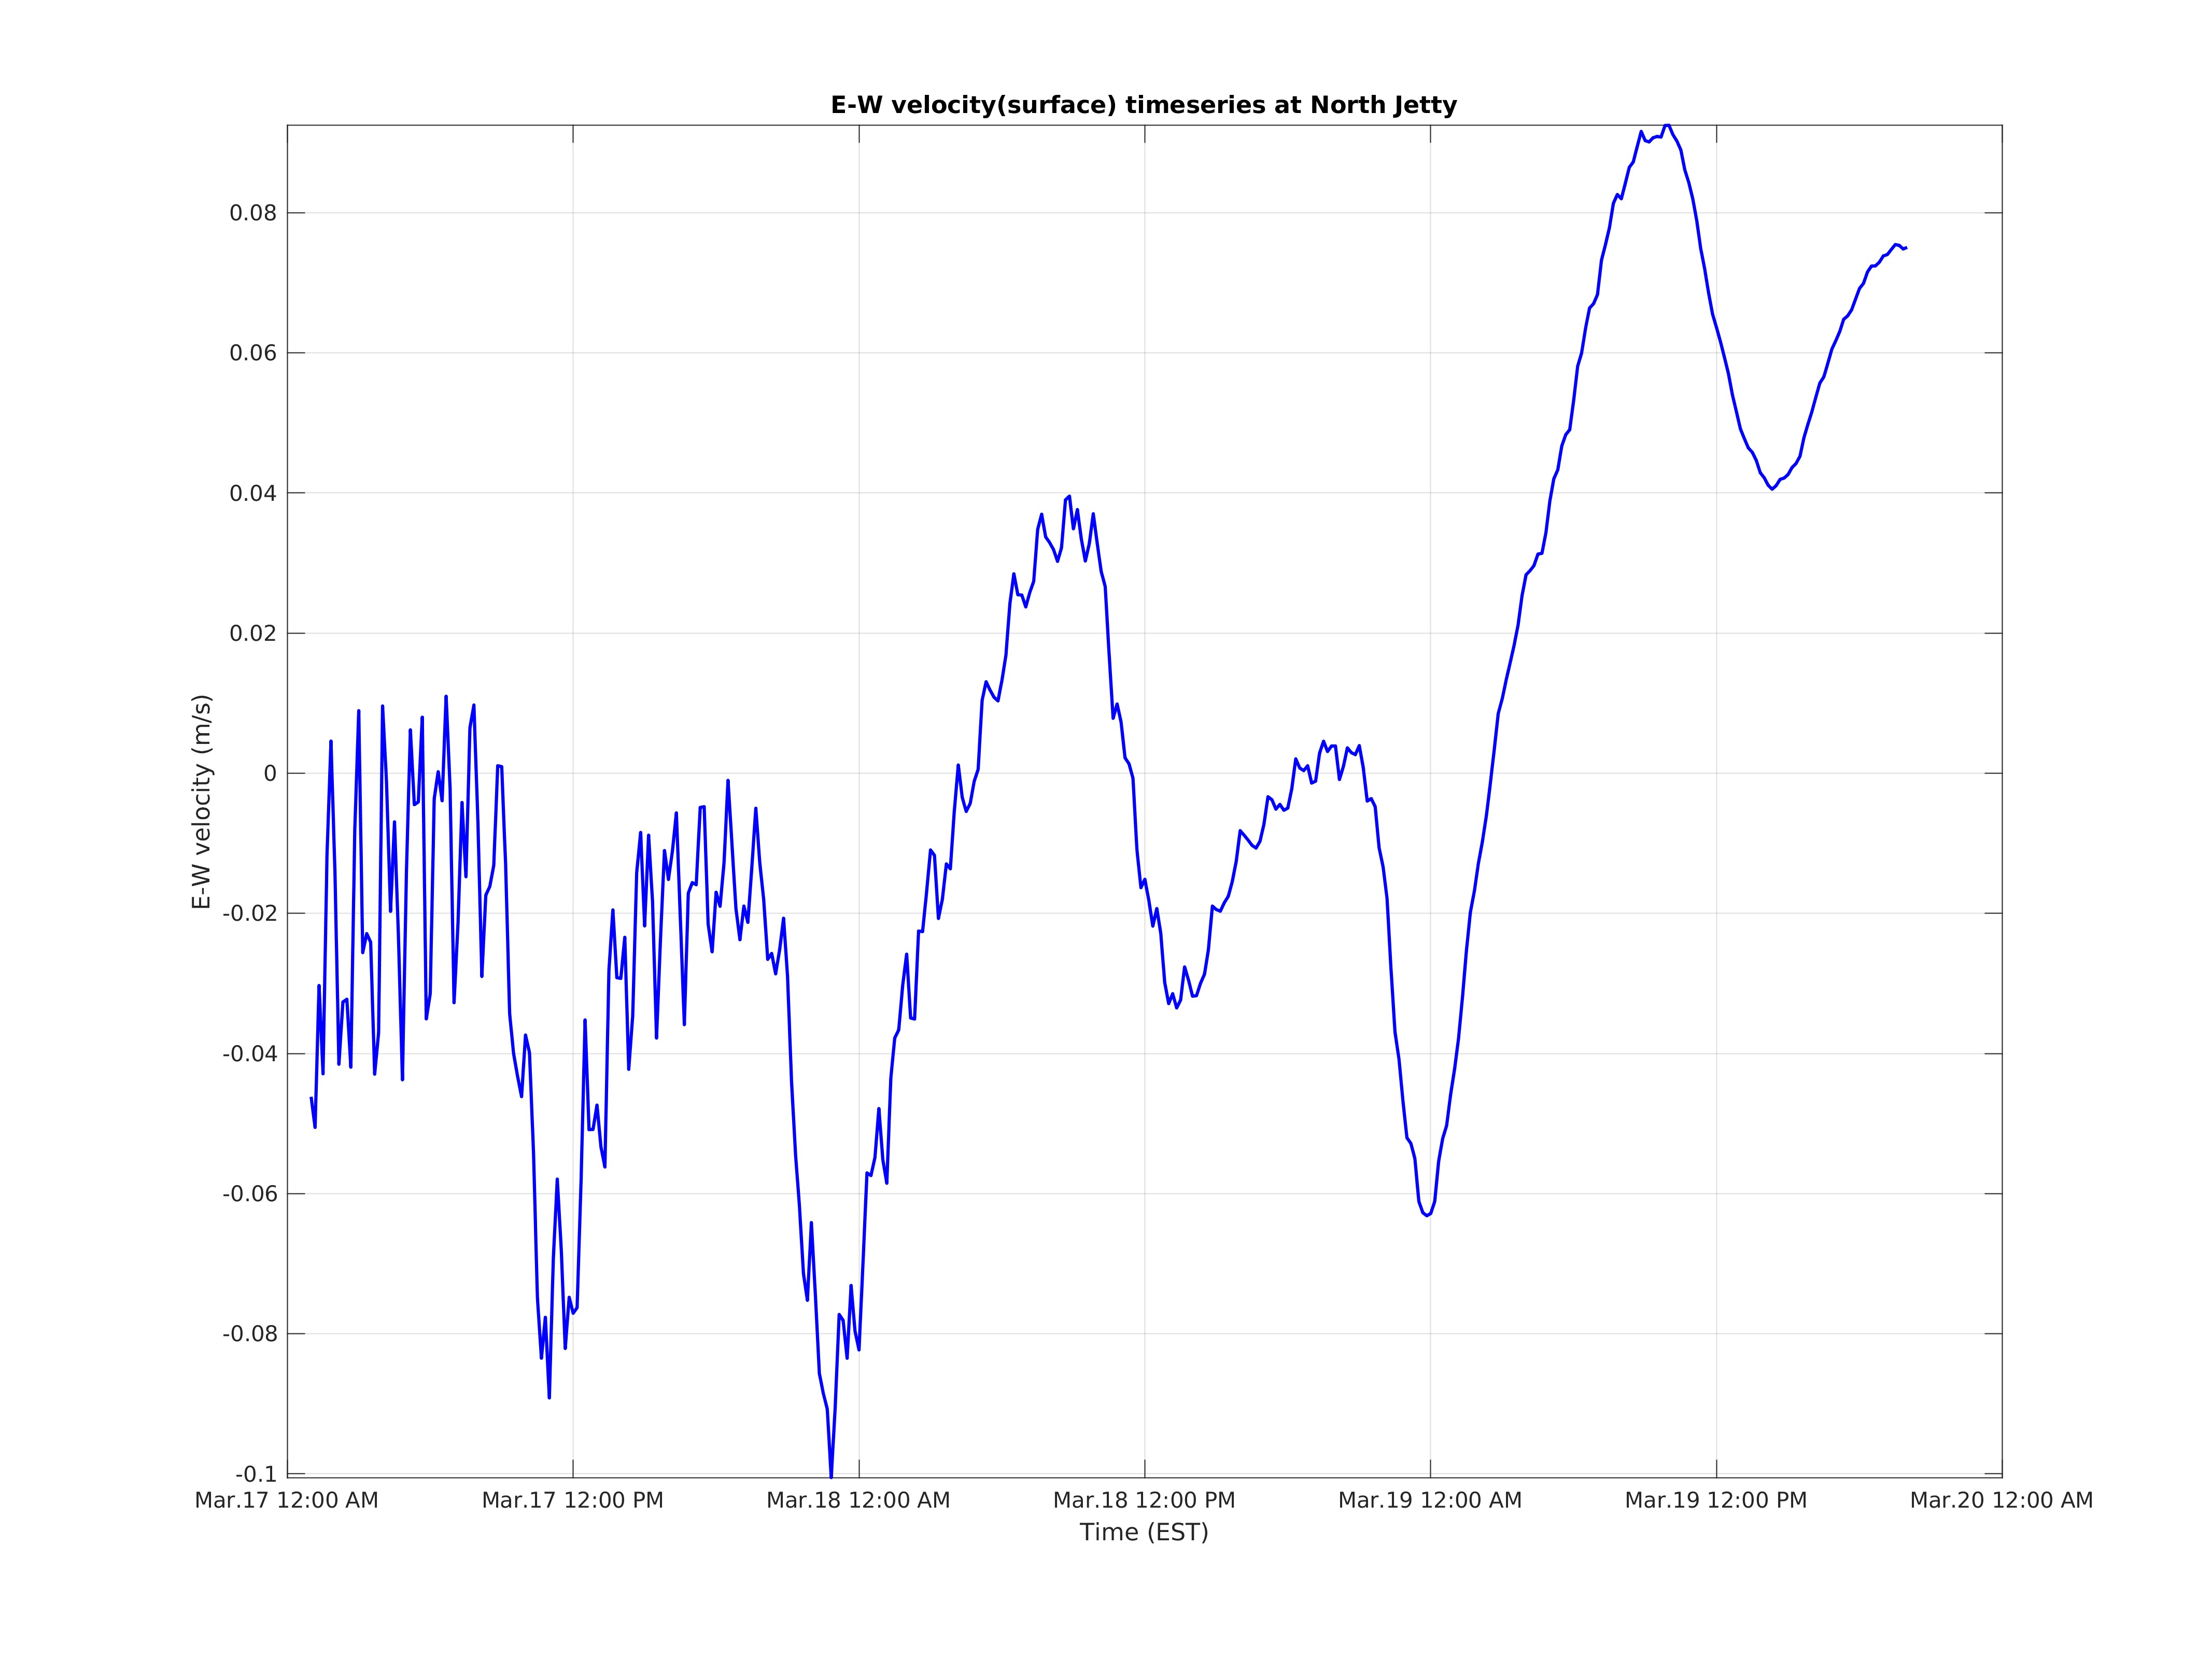 E-W velocity(surface) timeseries at North Jetty
0.08
0.06
0.04
0.02
0
-0.02
-0.04
-0.06
-0.08
-0.1
E-W velocity (m/s)
Mar.17 12:00 AM Mar.17 12:00 PM Mar.18 12:00 AM Mar.18 12:00 PM Mar.19 12:00 AM Mar.19 12:00 PM Mar.20 12:00 AM
Time (EST)